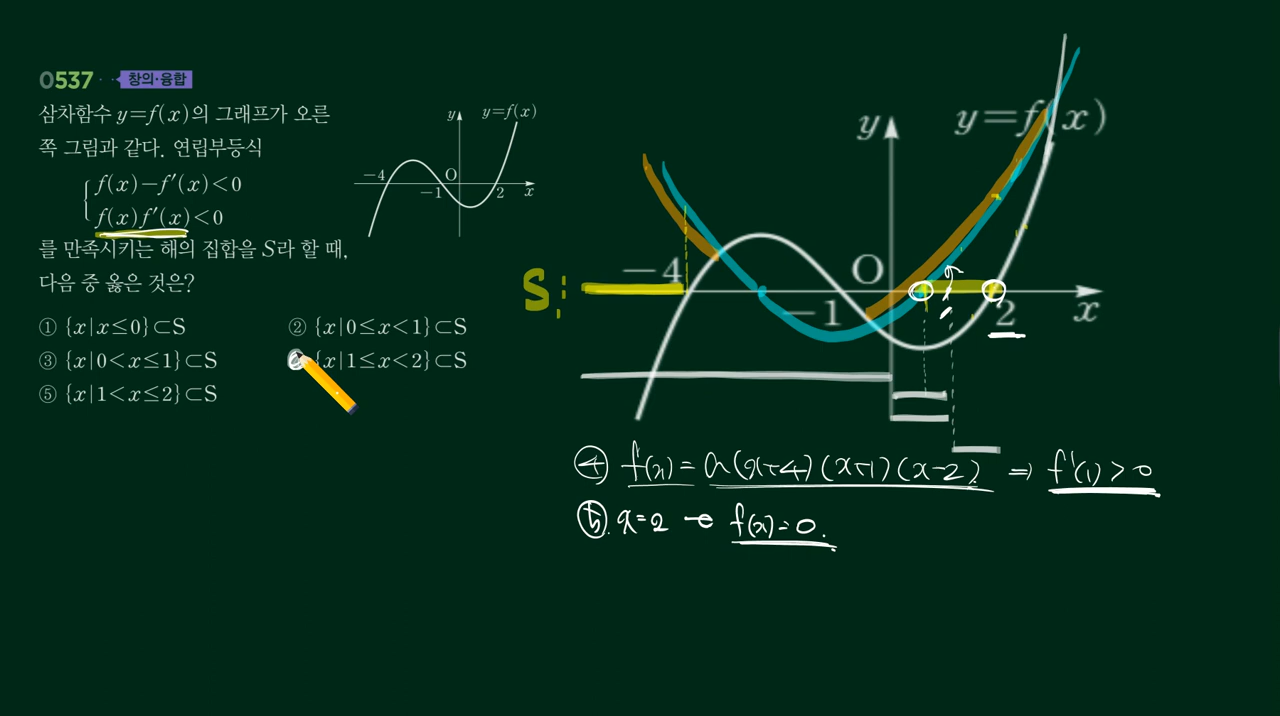 0537 창의·융합
삼차함수 y=f(x)의 그래프가 오른
쪽 그림과 같다. 연립부등식
f(x)-f'(x)<0
f(x)f'(x)<0
를 만족시키는 해의 집합을 S라 할 때,
다음 중 옳은 것은?
① {x|x≤0}⊂S
② {x|0≤x<1}⊂S
③ {x|0<x≤1}⊂S
{x|1≤x<2}⊂S
⑤ {x|1<x≤2}⊂S
y y=f(x)
-4 O
-1 2 x
y y=f(x)
-4 O
S:
-1 2 x
④ f(x)=a(x+4)(x+1)(x-2) ⇒ f'(1)>0
⑤ x=2 → f(x)=0.